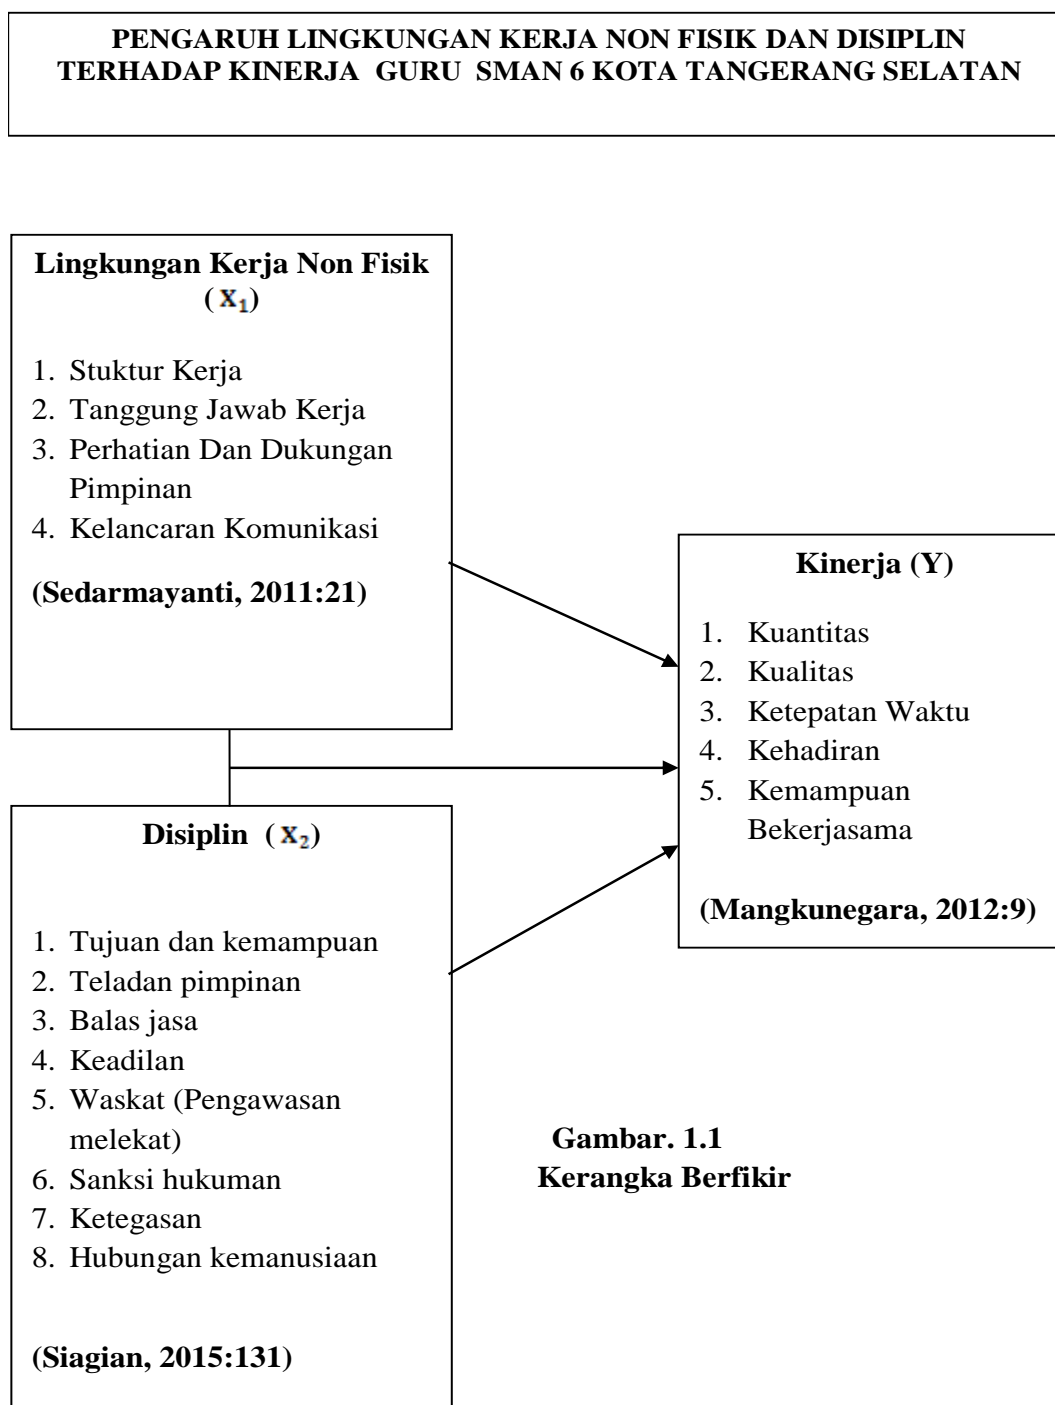 PENGARUH LINGKUNGAN KERJA NON FISIK DAN DISIPLIN
TERHADAP KINERJA GURU SMAN 6 KOTA TANGERANG SELATAN
Lingkungan Kerja Non Fisik
( X₁)
1. Stuktur Kerja
2. Tanggung Jawab Kerja
3. Perhatian Dan Dukungan
Pimpinan
4. Kelancaran Komunikasi
(Sedarmayanti, 2011:21)
Kinerja (Y)
1. Kuantitas
2. Kualitas
3. Ketepatan Waktu
4. Kehadiran
5. Kemampuan
Bekerjasama
(Mangkunegara, 2012:9)
Disiplin ( X₂)
1. Tujuan dan kemampuan
2. Teladan pimpinan
3. Balas jasa
4. Keadilan
5. Waskat (Pengawasan
melekat)
6. Sanksi hukuman
7. Ketegasan
8. Hubungan kemanusiaan
(Siagian, 2015:131)
Gambar. 1.1
Kerangka Berfikir